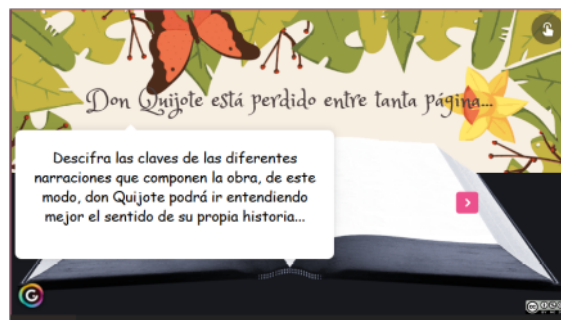 Don Quijote está perdido entre tanta página...
Descifra las claves de las diferentes
narraciones que componen la obra, de este
modo, don Quijote podrá ir entendiendo
mejor el sentido de su propia historia...